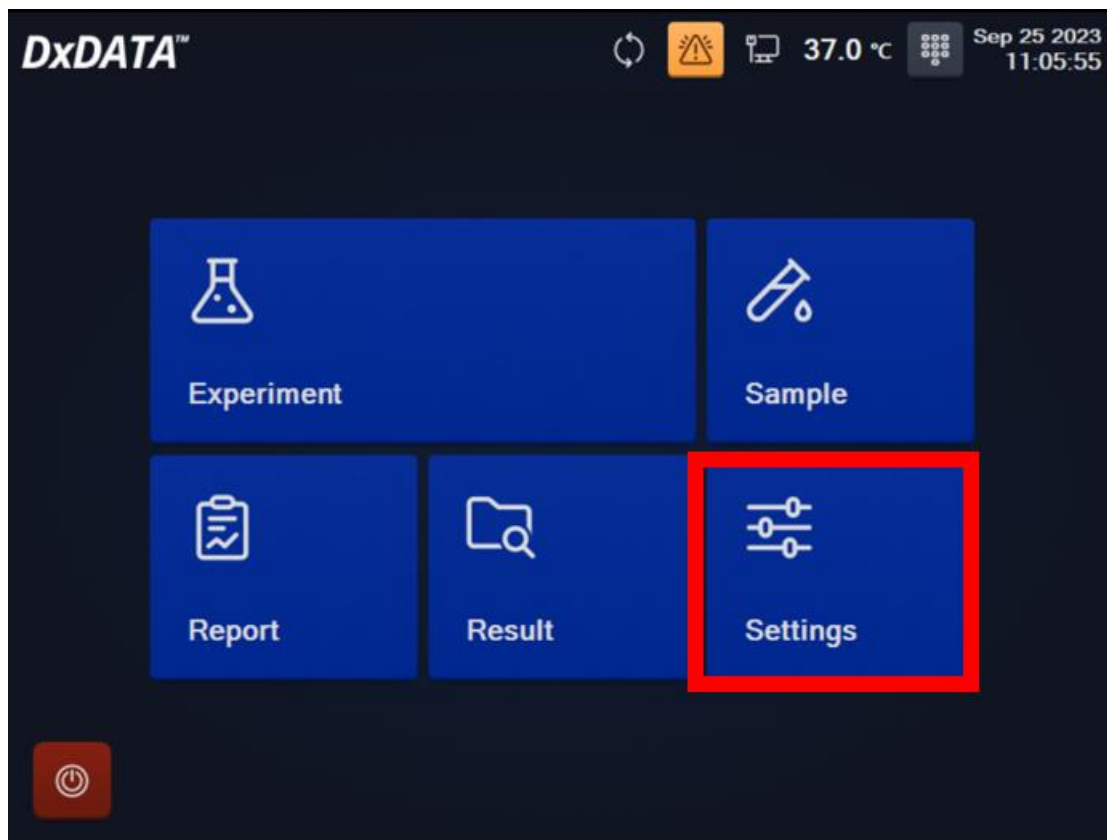 DxDATA™
37.0 ℃
Sep 25 2023
11:05:55
Experiment
Sample
Report
Result
Settings